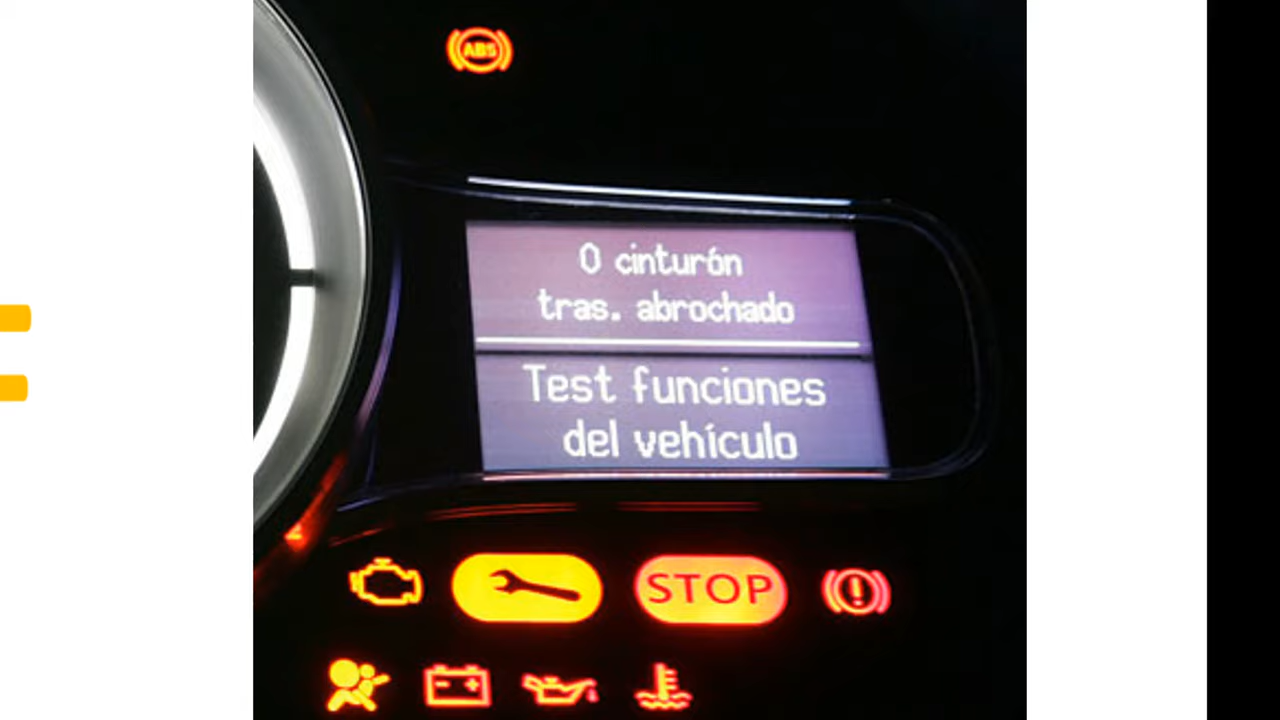 ABS
0 cinturón
tras. abrochado
Test funciones
del vehículo
STOP